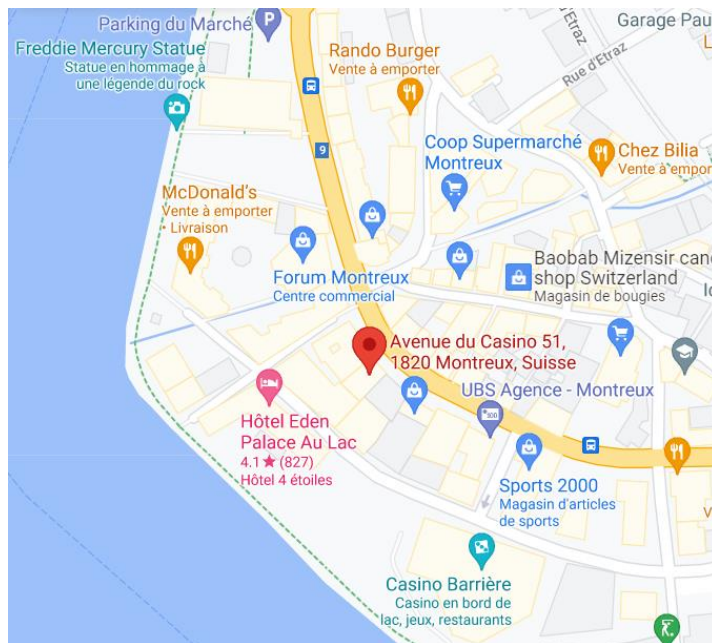 Parking du Marché
P
Garage Pau
Freddie Mercury Statue
Statue en hommage à
une légende du rock
Rando Burger
Vente à emporter
Rue d'Etraz
9
Coop Supermarché
Montreux
Chez Bilia
Vente à empor
McDonald's
Vente à emporter
• Livraison
Forum Montreux
Centre commercial
Baobab Mizensir cand
shop Switzerland
Magasin de bougies
Avenue du Casino 51,
1820 Montreux, Suisse
UBS Agence - Montreux
Hôtel Eden
Palace Au Lac
4.1★(827)
Hôtel 4 étoiles
Sports 2000
Magasin d'articles
de sports
Casino Barrière
Casino en bord de
lac, jeux, restaurants